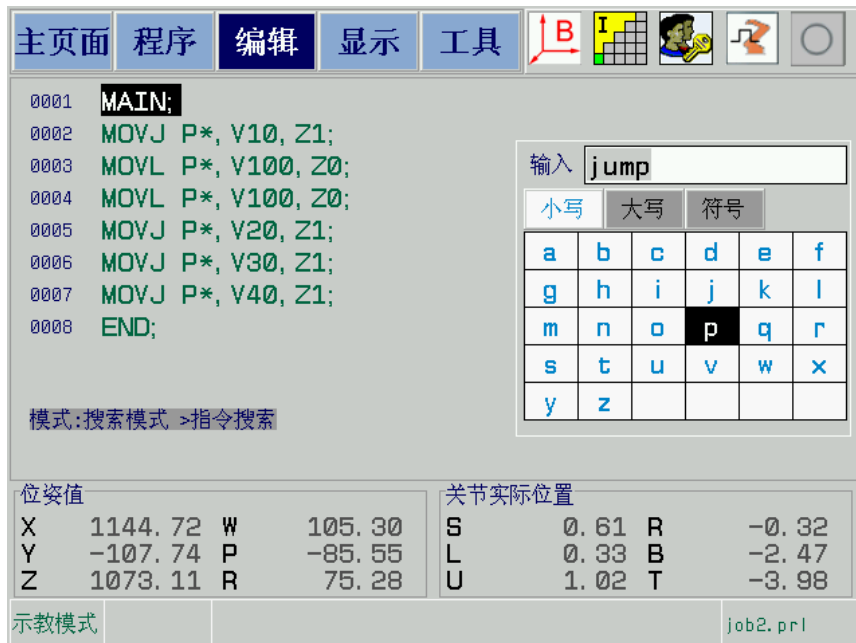 主页面 程序 编辑 显示 工具 B I
0001 MAIN;
0002 MOVJ P*, V10, Z1;
0003 MOVL P*, V100, Z0;
0004 MOVL P*, V100, Z0;
0005 MOVJ P*, V20, Z1;
0006 MOVJ P*, V30, Z1;
0007 MOVJ P*, V40, Z1;
0008 END;
模式:搜索模式 >指令搜索
输入 jump
小写 大写 符号
a b c d e f
g h i j k l
m n o p q r
s t u v w x
y z
位姿值
X 1144.72 W 105.30
Y -107.74 P -85.55
Z 1073.11 R 75.28
关节实际位置
S 0.61 R -0.32
L 0.33 B -2.47
U 1.02 T -3.98
示教模式 job2.prl